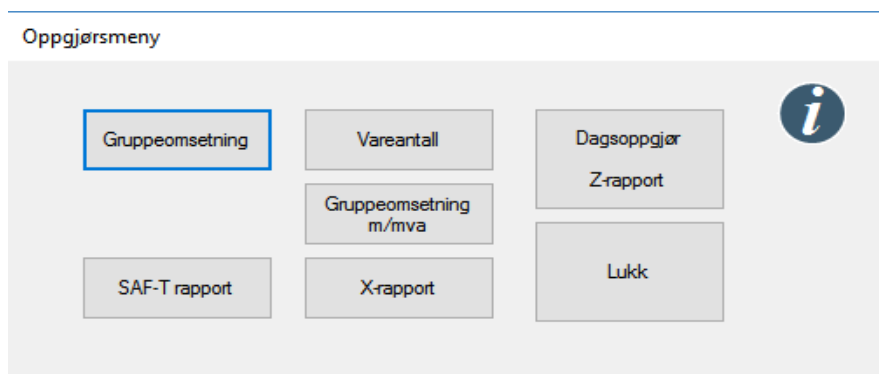 Oppgjørsmeny
Gruppeomsetning
Vareantall
Dagsoppgjør
Z-rapport
Gruppeomsetning
m/mva
SAF-T rapport
X-rapport
Lukk
i